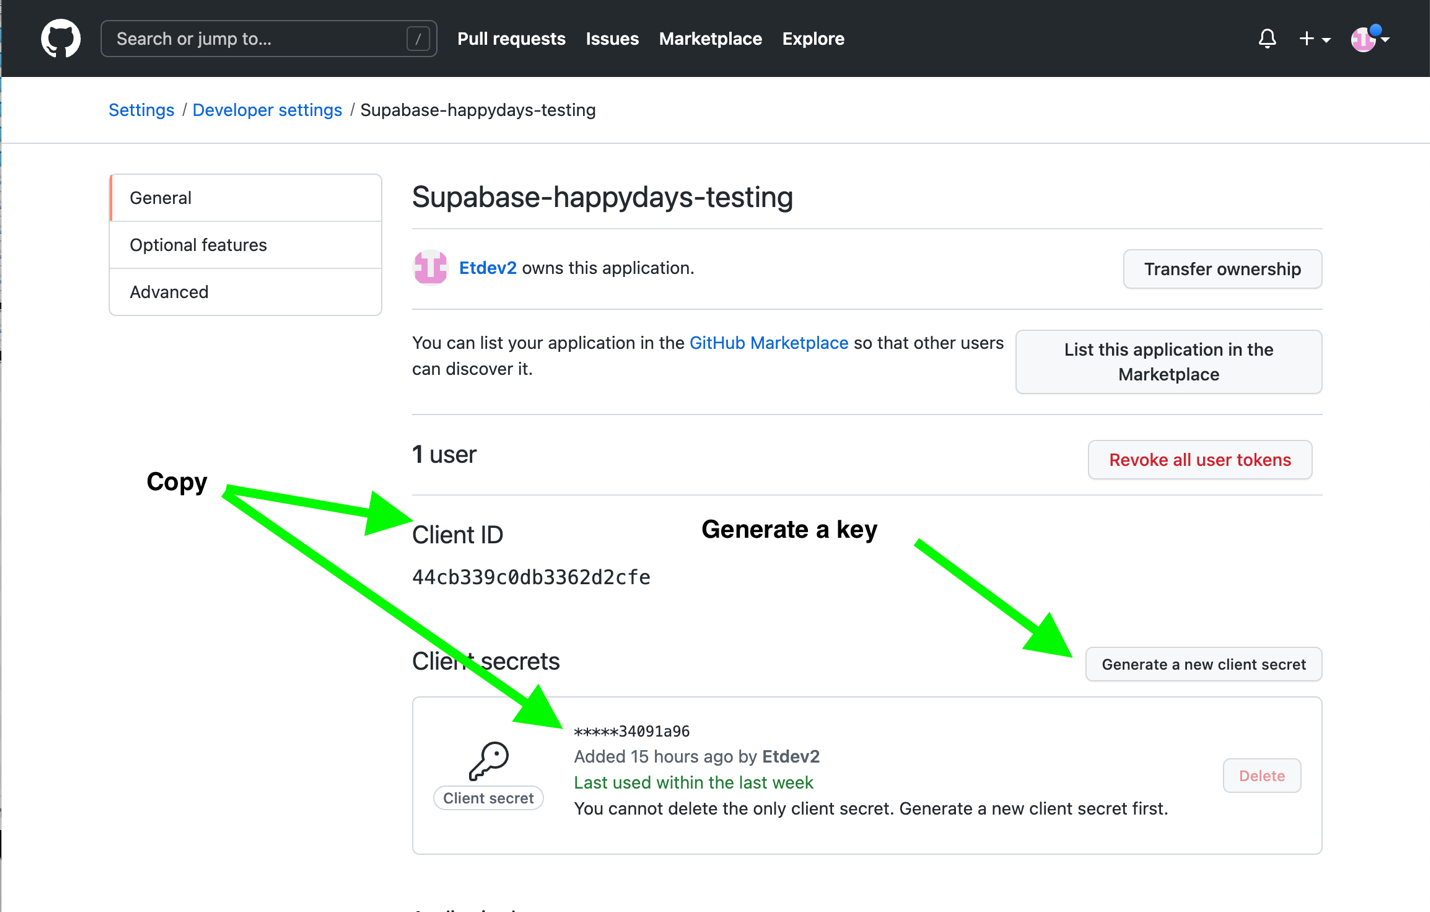 Search or jump to... /
Pull requests Issues Marketplace Explore
Settings / Developer settings / Supabase-happydays-testing
General
Optional features
Advanced
Supabase-happydays-testing
Etdev2 owns this application.
Transfer ownership
You can list your application in the GitHub Marketplace so that other users
can discover it.
List this application in the
Marketplace
1 user
Revoke all user tokens
Copy
Client ID
Generate a key
44cb339c0db3362d2cfe
Client secrets
Generate a new client secret
*****34091a96
Added 15 hours ago by Etdev2
Last used within the last week
You cannot delete the only client secret. Generate a new client secret first.
Client secret
Delete